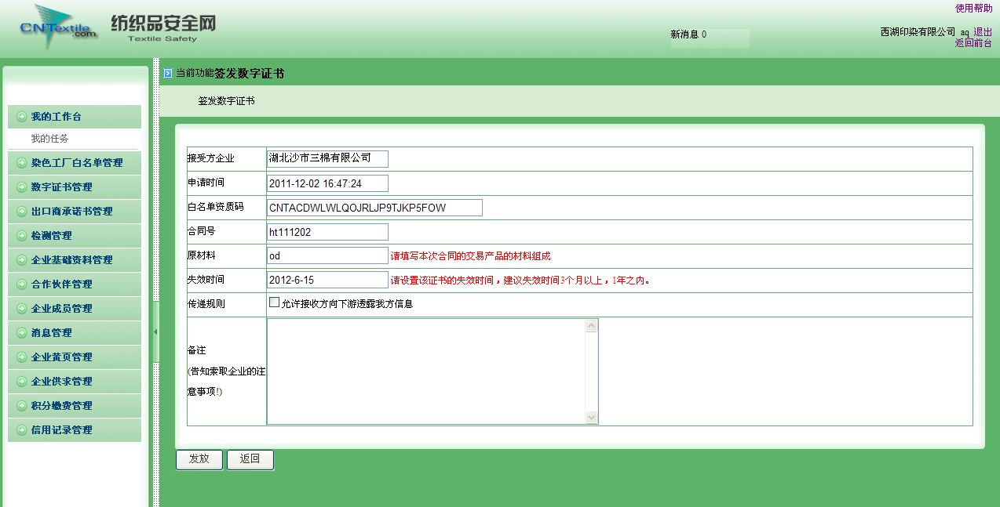 CNTextile.com
纺织品安全网
Textile Safety
使用帮助
新消息 0
西湖印染有限公司 aq 退出
返回前台
当前功能签发数字证书
签发数字证书
我的工作台
我的任务
染色工厂白名单管理
数字证书管理
出口商承诺书管理
检测管理
企业基础资料管理
合作伙伴管理
企业成员管理
消息管理
企业黄页管理
企业供求管理
积分缴费管理
信用记录管理
接受方企业 湖北沙市三棉有限公司
申请时间 2011-12-02 16:47:24
白名单资质码 CNTACDWLWLQOJRLJP9TJKP5FOW
合同号 ht111202
原材料 od 请填写本次合同的交易产品的材料组成
失效时间 2012-6-15 请设置该证书的失效时间，建议失效时间3个月以上，1年之内。
传递规则 允许接收方向下游透露我方信息
备注
(告知索取企业的注
意事项!)
发放 返回